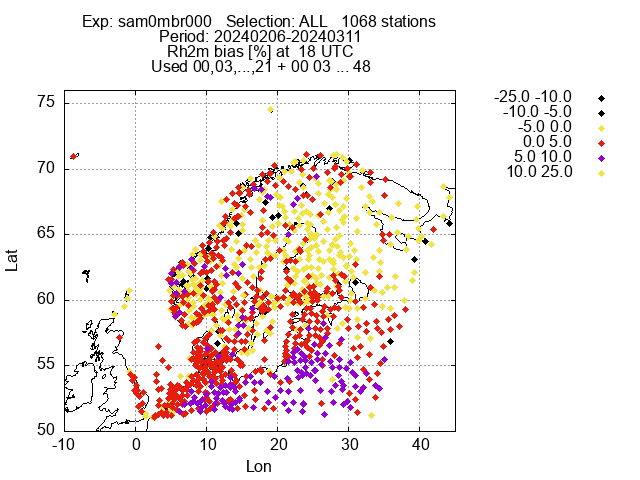 Exp: sam0mbr000   Selection: ALL   1068 stations
Period: 20240206-20240311
Rh2m bias [%] at  18 UTC
Used 00,03,...,21 + 00 03 ... 48
-25.0 -10.0
-10.0 -5.0
-5.0 0.0
0.0 5.0
5.0 10.0
10.0 25.0
75
70
65
60
55
50
Lat
-10 0 10 20 30 40
Lon